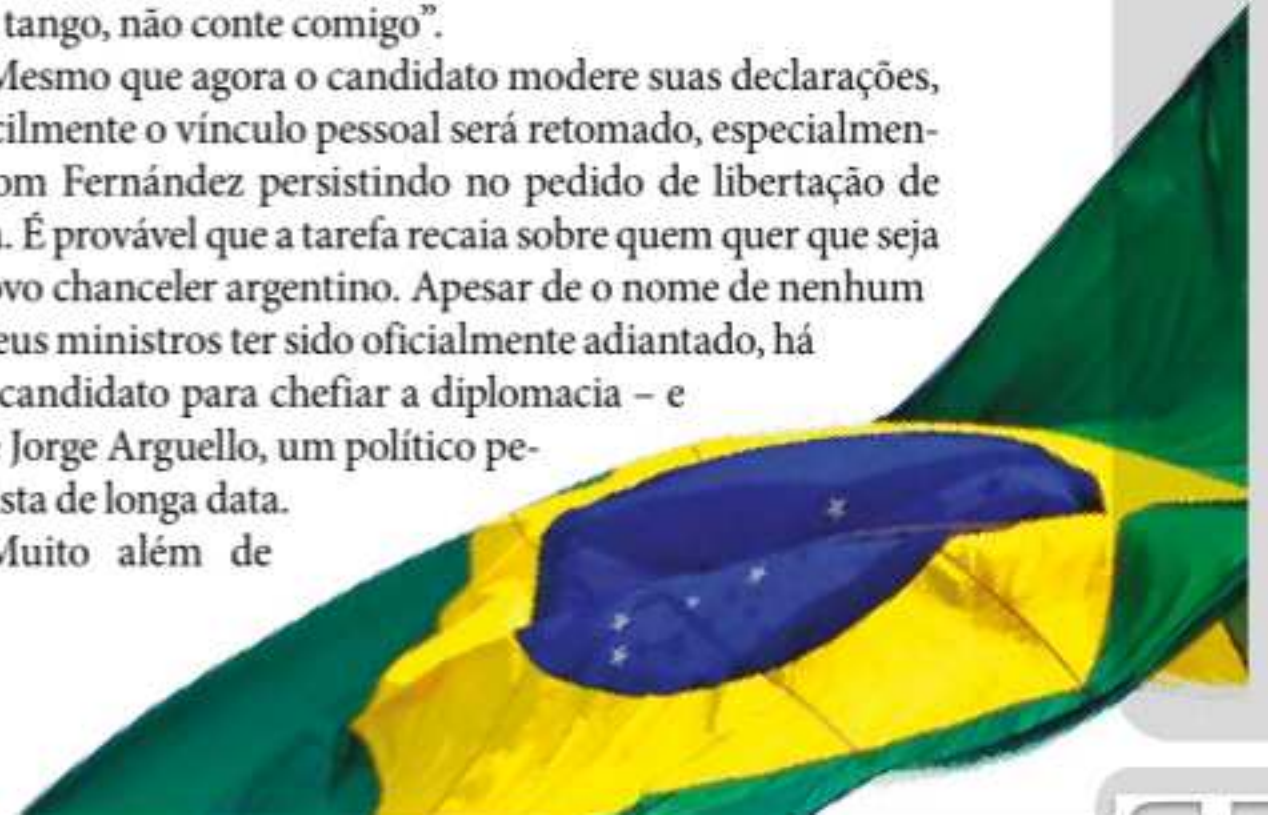 tango, não conte comigo”.
Mesmo que agora o candidato modere suas declarações,
cilmente o vínculo pessoal será retomado, especialmen-
om Fernández persistindo no pedido de libertação de
. É provável que a tarefa recaia sobre quem quer que seja
ovo chanceler argentino. Apesar de o nome de nenhum
eus ministros ter sido oficialmente adiantado, há
candidato para chefiar a diplomacia – e
Jorge Arguello, um político pe-
sta de longa data.
Muito além de